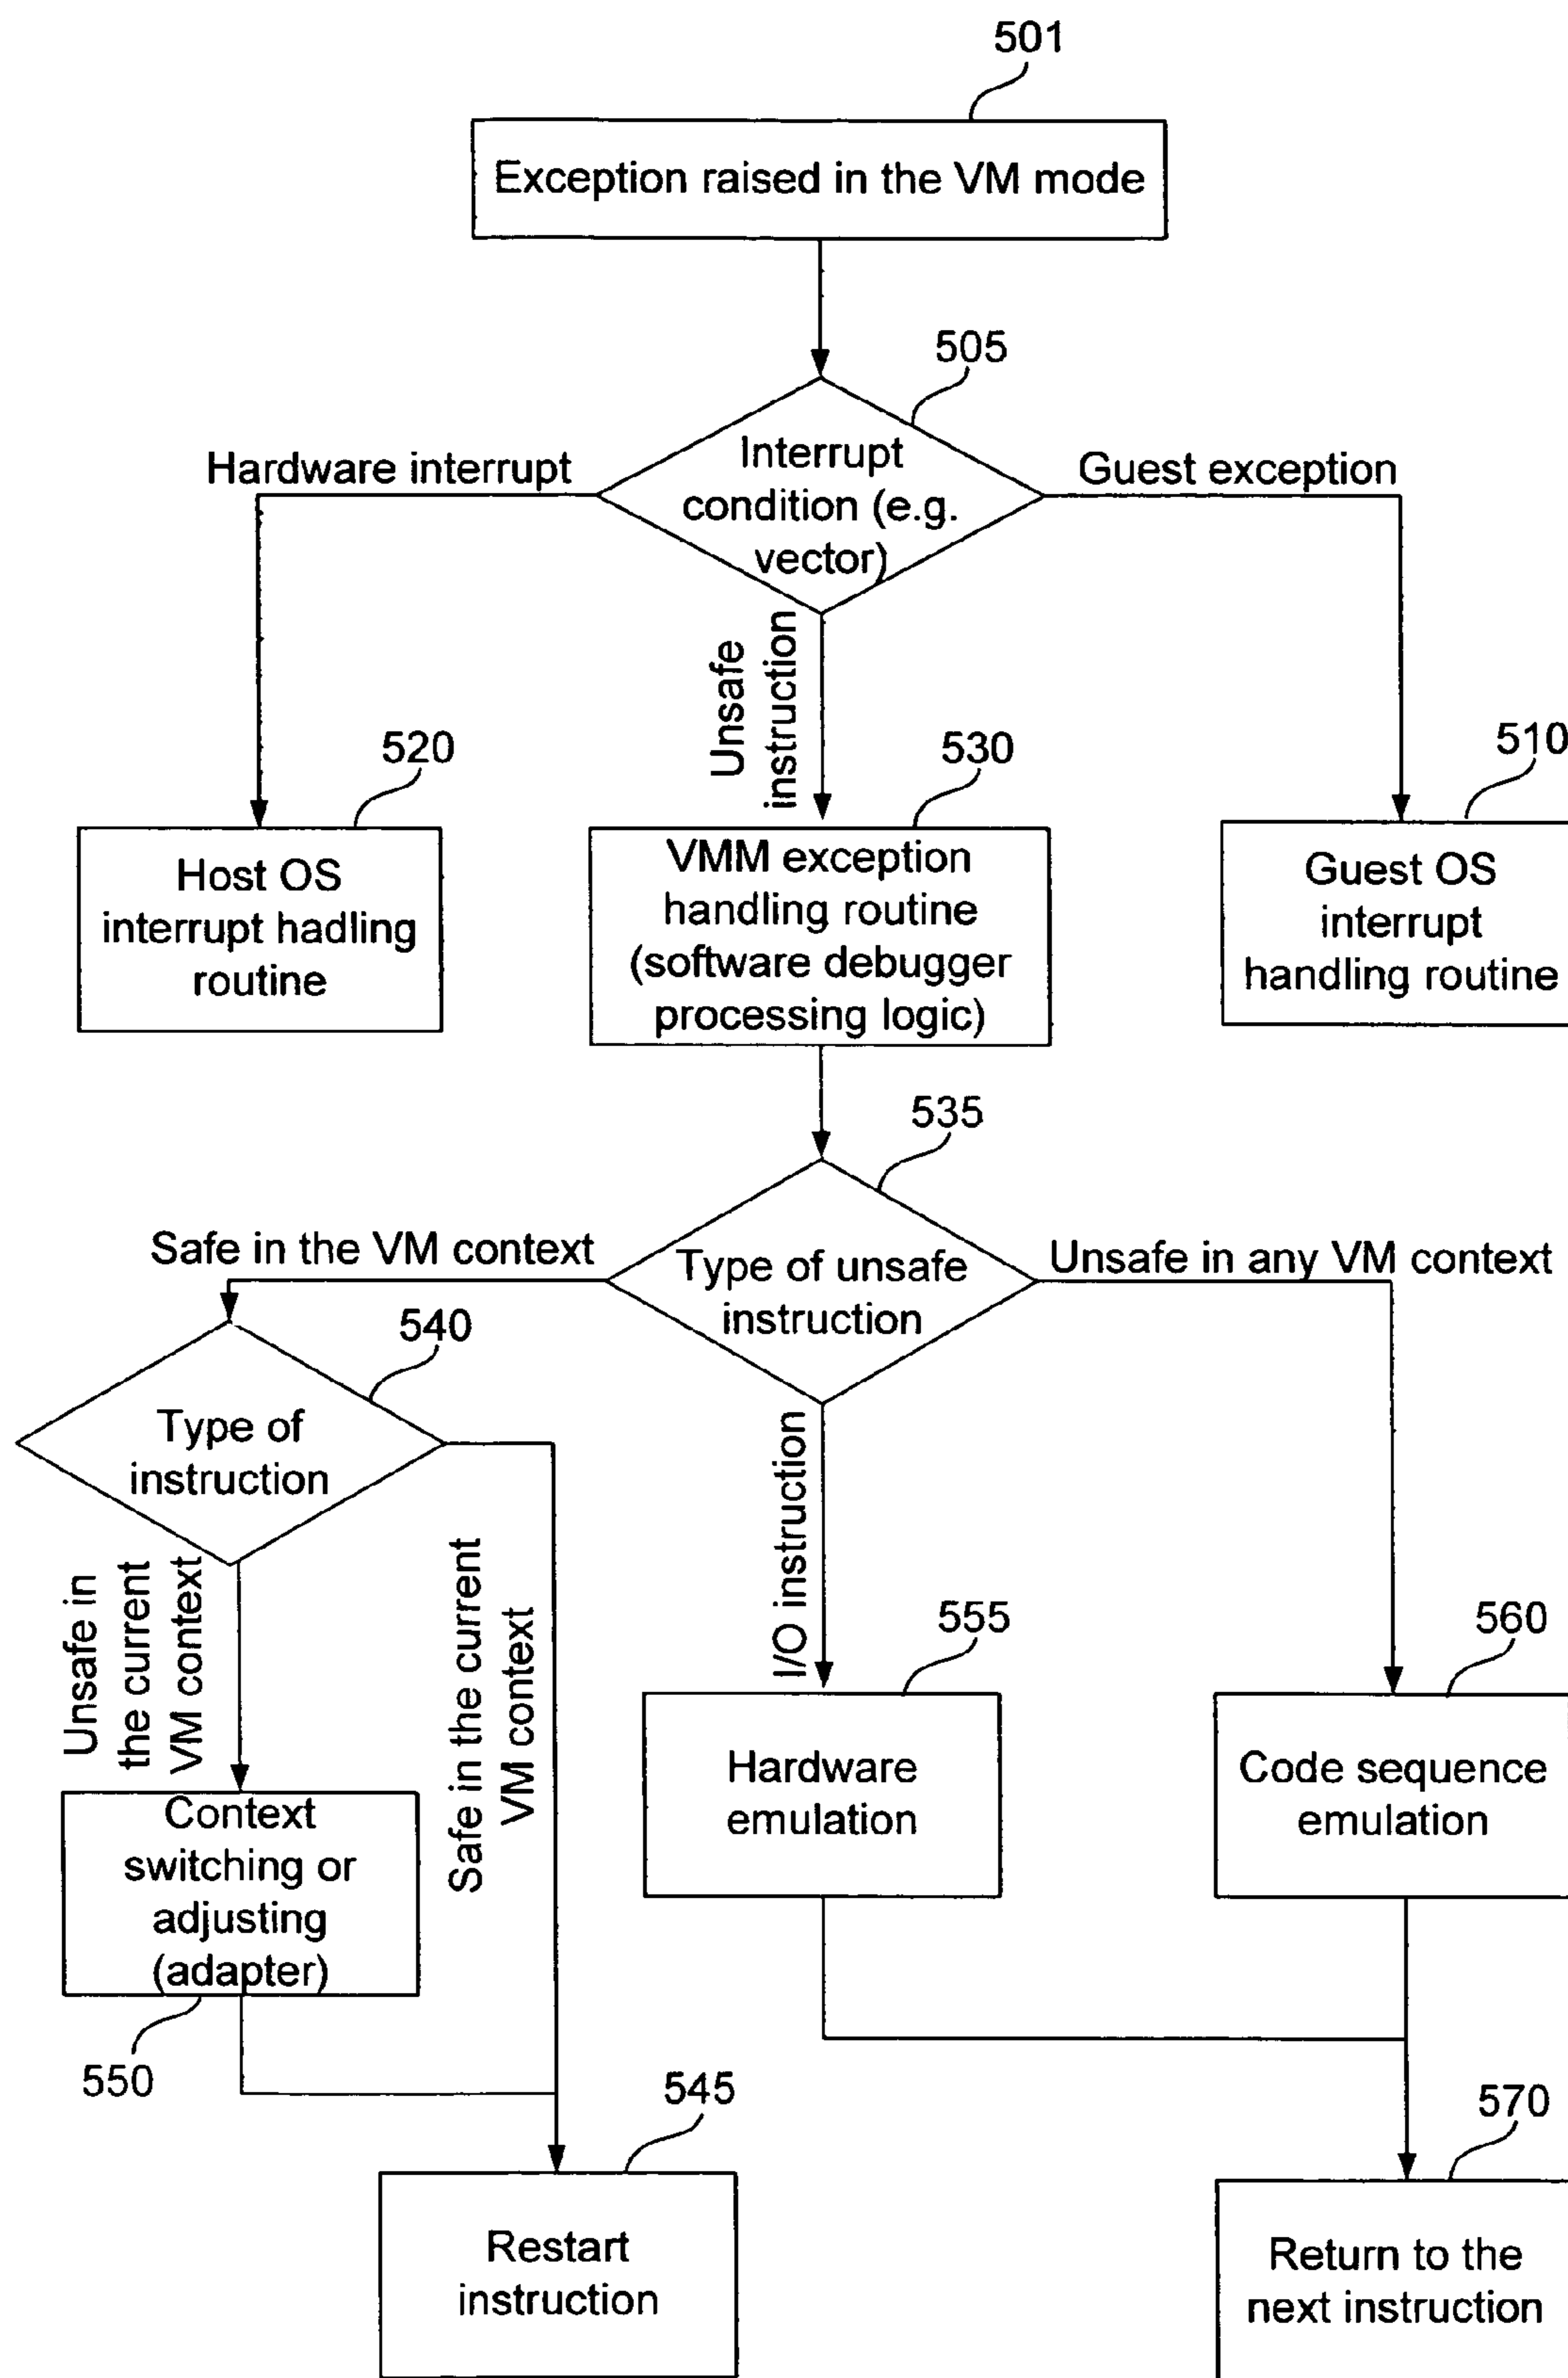 501
Exception raised in the VM mode
505
Interrupt
condition (e.g.
vector)
Hardware interrupt
Guest exception
Unsafe
instruction
520
530
510
Host OS
interrupt hadling
routine
VMM exception
handling routine
(software debugger
processing logic)
Guest OS
interrupt
handling routine
535
Safe in the VM context
Type of unsafe
instruction
Unsafe in any VM context
540
Type of
instruction
Unsafe in
the current
VM context
Safe in the current
VM context
I/O instruction
555
560
Context
switching or
adjusting
(adapter)
Hardware
emulation
Code sequence
emulation
550
545
570
Restart
instruction
Return to the
next instruction